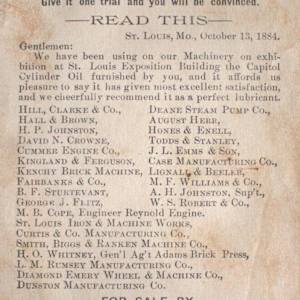 Give it one trial and you will be convinced.
READ THIS
ST. LOUIS, MO., October 13, 1884.
Gentlemen:
We have been using on our Machinery on ex-
hibition at St. Louis Exposition Building the Capitol
Cylinder Oil furnished by you, and it affords us
pleasure to say it has given most excellent satisfaction,
and we cheerfully recommend it as a perfect lubricant.
HILL, CLARKE & CO., DEANE STEAM PUMP CO.,
HALL & BROWN, AUGUST HERR,
H. P. JOHNSTON, HONES & ENELL,
DAVID N. CROWNE, TODDS & STANLEY,
CUMMER ENGINE CO., J. L. EMMS & SON,
KINGLAND & FERGUSON, CASE MANUFACTURING CO.,
KENCHY BRICK MACHINE, LIGNALL & BEELER,
FAIRBANKS & CO., M. F. WILLIAMS & CO.,
B. F. STURTEVANT, A. H. JOHNSTON, Sup't.,
GEORGE J. FLITZ, W. S. ROBERT & CO.,
M. B. COPE, Engineer Reynold Engine.
ST. LOUIS IRON & MACHINE WORKS,
CURTIS & CO. MANUFACTURING CO.,
SMITH, BIGGS & RANKEN MACHINE CO.,
H. O. WHITNEY, Gen'l Ag't Adams Brick Press,
L. M. RUMSEY MANUFACTURING CO.,
DIAMOND EMERY WHEEL & MACHINE CO.,
DUNSTON MANUFACTURING CO.
FOR SALE BY